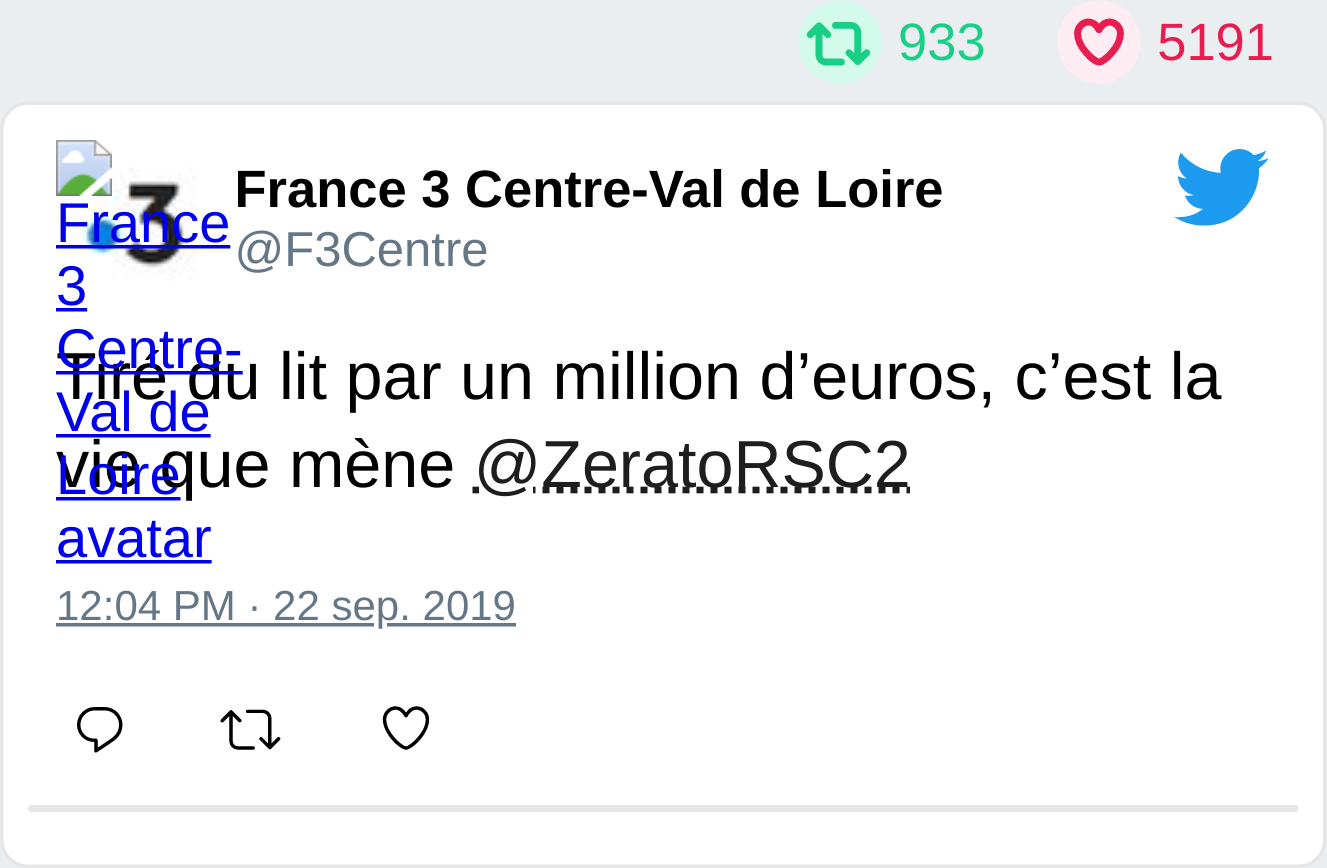 933 5191
France 3 Centre-Val de Loire
@F3Centre
3
France
3
Centre-
Val de
Loire
avatar
Tiré du lit par un million d’euros, c’est la
vie que mène @ZeratoRSC2
12:04 PM · 22 sep. 2019